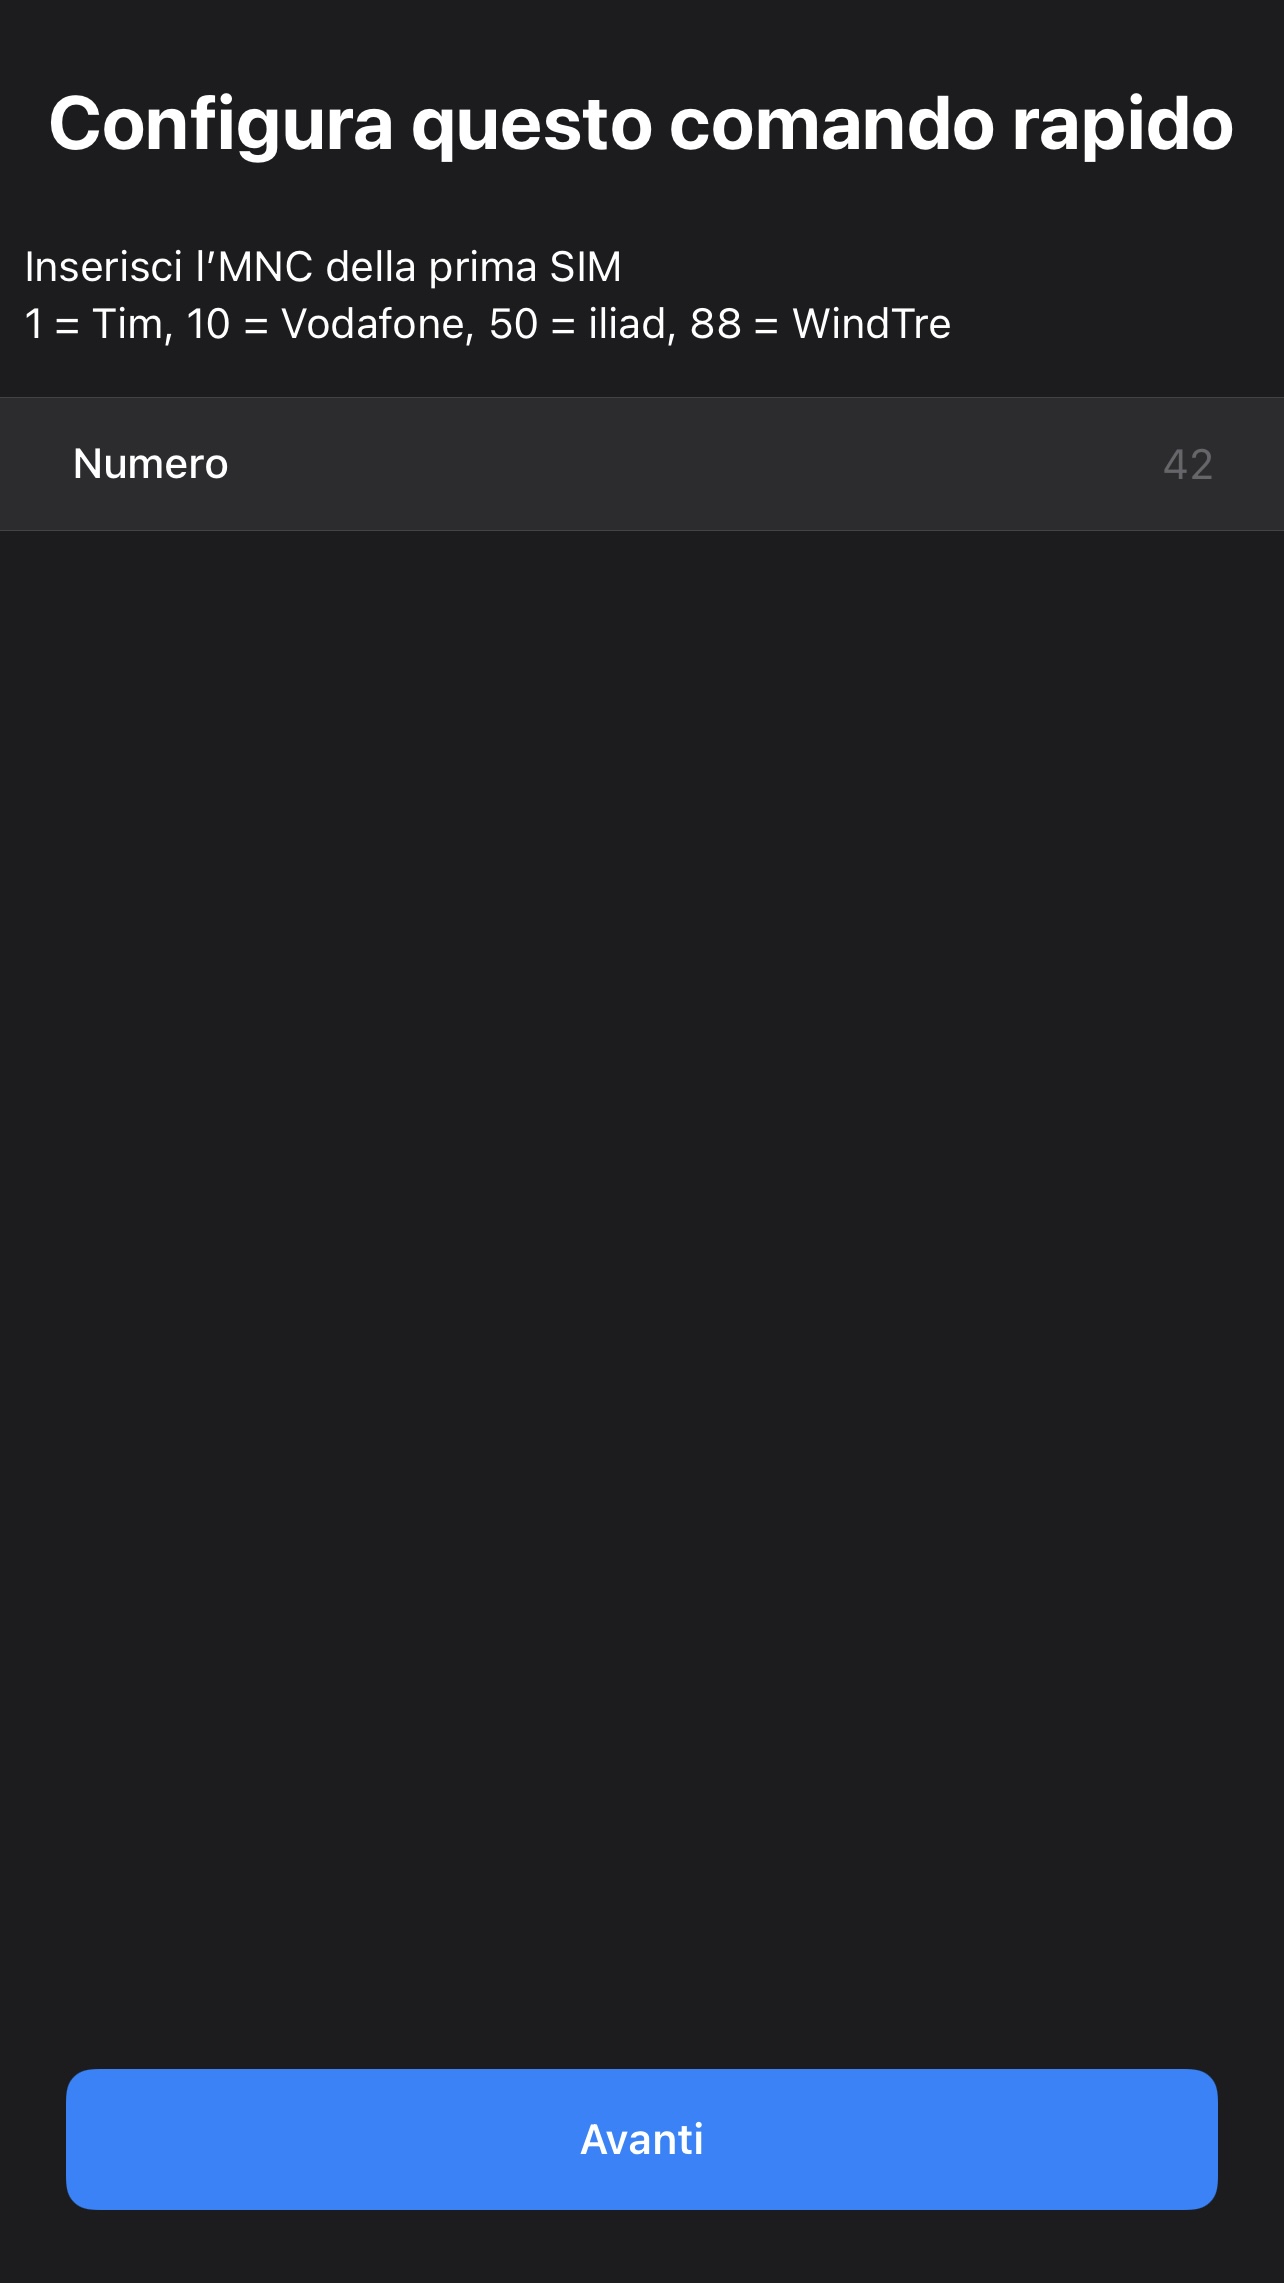 Configura questo comando rapido
Inserisci l’MNC della prima SIM
1 = Tim, 10 = Vodafone, 50 = iliad, 88 = WindTre
Numero 42
Avanti